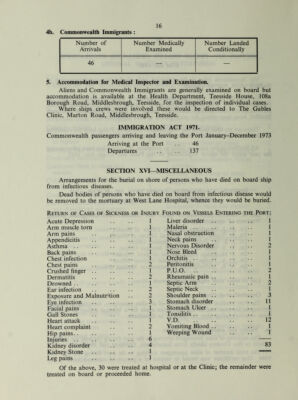 16
4b. Commonwealth Immigrants :
Number of Arrivals Number Medically Examined Number Landed Conditionally
46 — —
5. Accommodation for Medical Inspector and Examination.
Aliens and Commonwealth Immigrants are generally examined on board but
accommodation is available at the Health Department, Teesside House, 108a
Borough Road, Middlesbrough, Teesside, for the inspection of individual cases.
Where ships crews were involved these would be directed to The Gables
Clinic, Marton Road, Middlesbrough, Teesside.
IMMIGRATION ACT 1971.
Commonwealth passengers arriving and leaving the Port January–December 1973
Arriving at the Port .. 46
Departures .. 137
SECTION XVI—MISCELLANEOUS
Arrangements for the burial on shore of persons who have died on board ship
from infectious diseases.
Dead bodies of persons who have died on board from infectious disease would
be removed to the mortuary at West Lane Hospital, whence they would be buried.
RETURN OF CASES OF SICKNESS OR INJURY FOUND ON VESSELS ENTERING THE PORT:
Acute Depression 1
Arm muscle torn 1
Arm pains 1
Appendicitis 1
Asthma 1
Back pains 1
Chest infection 1
Chest pains 2
Crushed finger 1
Dermatitis 2
Drowned 1
Ear infection 2
Exposure and Malnutrition 2
Eye infection 3
Facial pains 1
Gall Stones 1
Heart attack 1
Heart complaint 2
Hip pains 1
Injuries 6
Kidney disorder 4
Kidney Stone 1
Leg pains 1
Liver disorder 1
Maleria 1
Nasal obstruction 1
Neck pains 1
Nervous Disorder 2
Nose Bleed 1
Orchitis 1
Peritonitis 1
P.U.O. 2
Rheumatic pain 1
Septic Arm 2
Septic Neck 1
Shoulder pains 3
Stomach disorder 11
Stomach Ulcer 1
Tonsilitis 1
V.D. 12
Vomiting Blood 1
Weeping Wound 1
83
Of the above, 30 were treated at hospital or at the Clinic; the remainder were
treated on board or proceeded home.